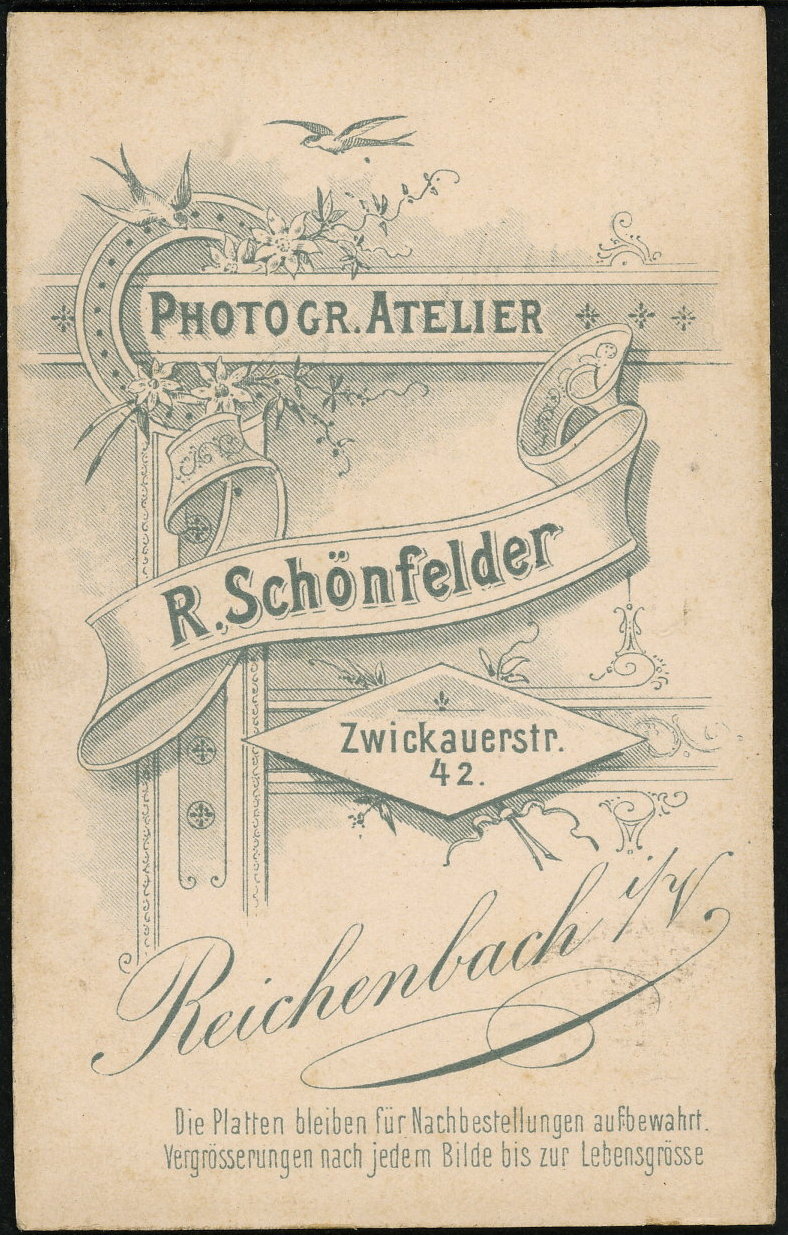 PHOTOGR. ATELIER
R. Schönfelder
Zwickauerstr.
42.
Reichenbach i/V
Die Platten bleiben für Nachbestellungen aufbewahrt.
Vergrösserungen nach jedem Bilde bis zur Lebensgrösse